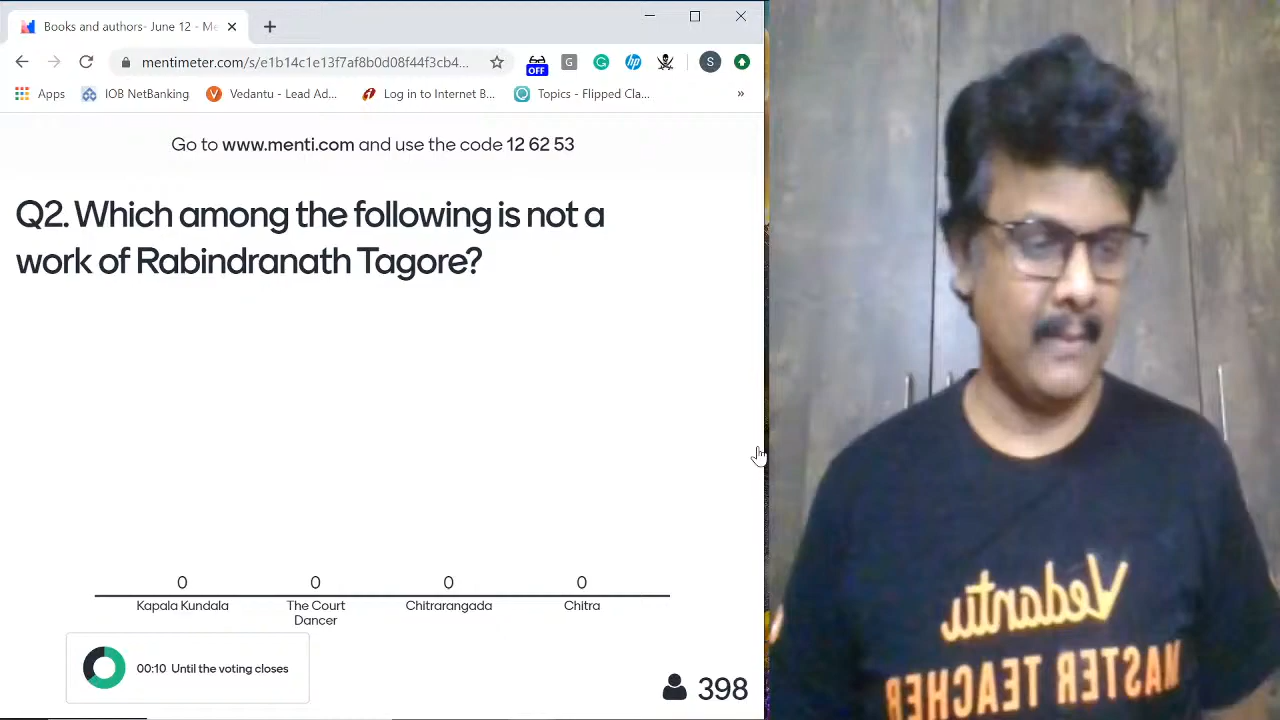 Books and authors- June 12 - Me
mentimeter.com/s/e1b14c1e13f7af8b0d08f44f3cb4...
OFF
G
G
hp
S
Apps
IOB NetBanking
Vedantu - Lead Ad...
Log in to Internet B...
Topics - Flipped Cla...
»
Go to www.menti.com and use the code 12 62 53
Q2. Which among the following is not a
work of Rabindranath Tagore?
0 0 0 0
Kapala Kundala
The Court
Dancer
Chitrarangada
Chitra
00:10 Until the voting closes
398
Vedantu
MASTER TEACHER